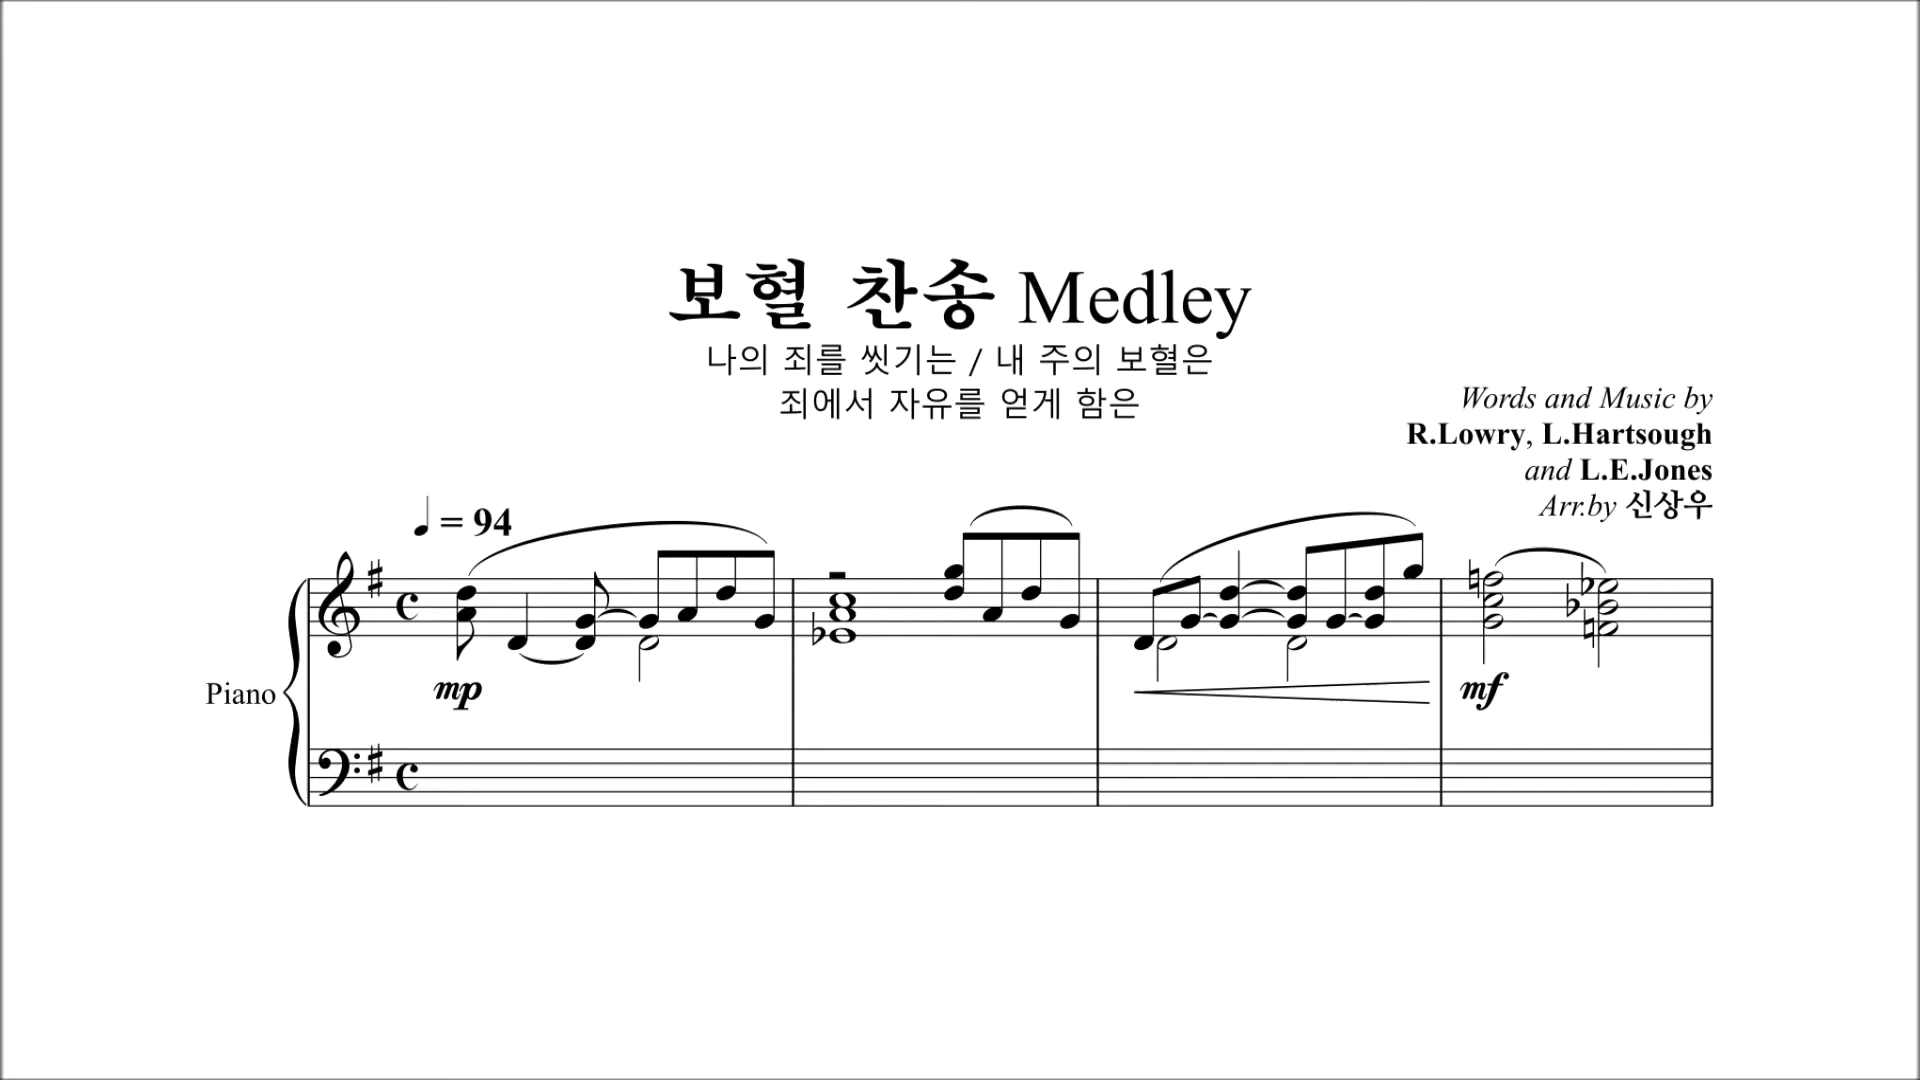 보혈 찬송 Medley
나의 죄를 씻기는 / 내 주의 보혈은
죄에서 자유를 얻게 함은
Words and Music by
R.Lowry, L.Hartsough
and L.E.Jones
Arr.by 신상우
♩ = 94
Piano
mp
mf